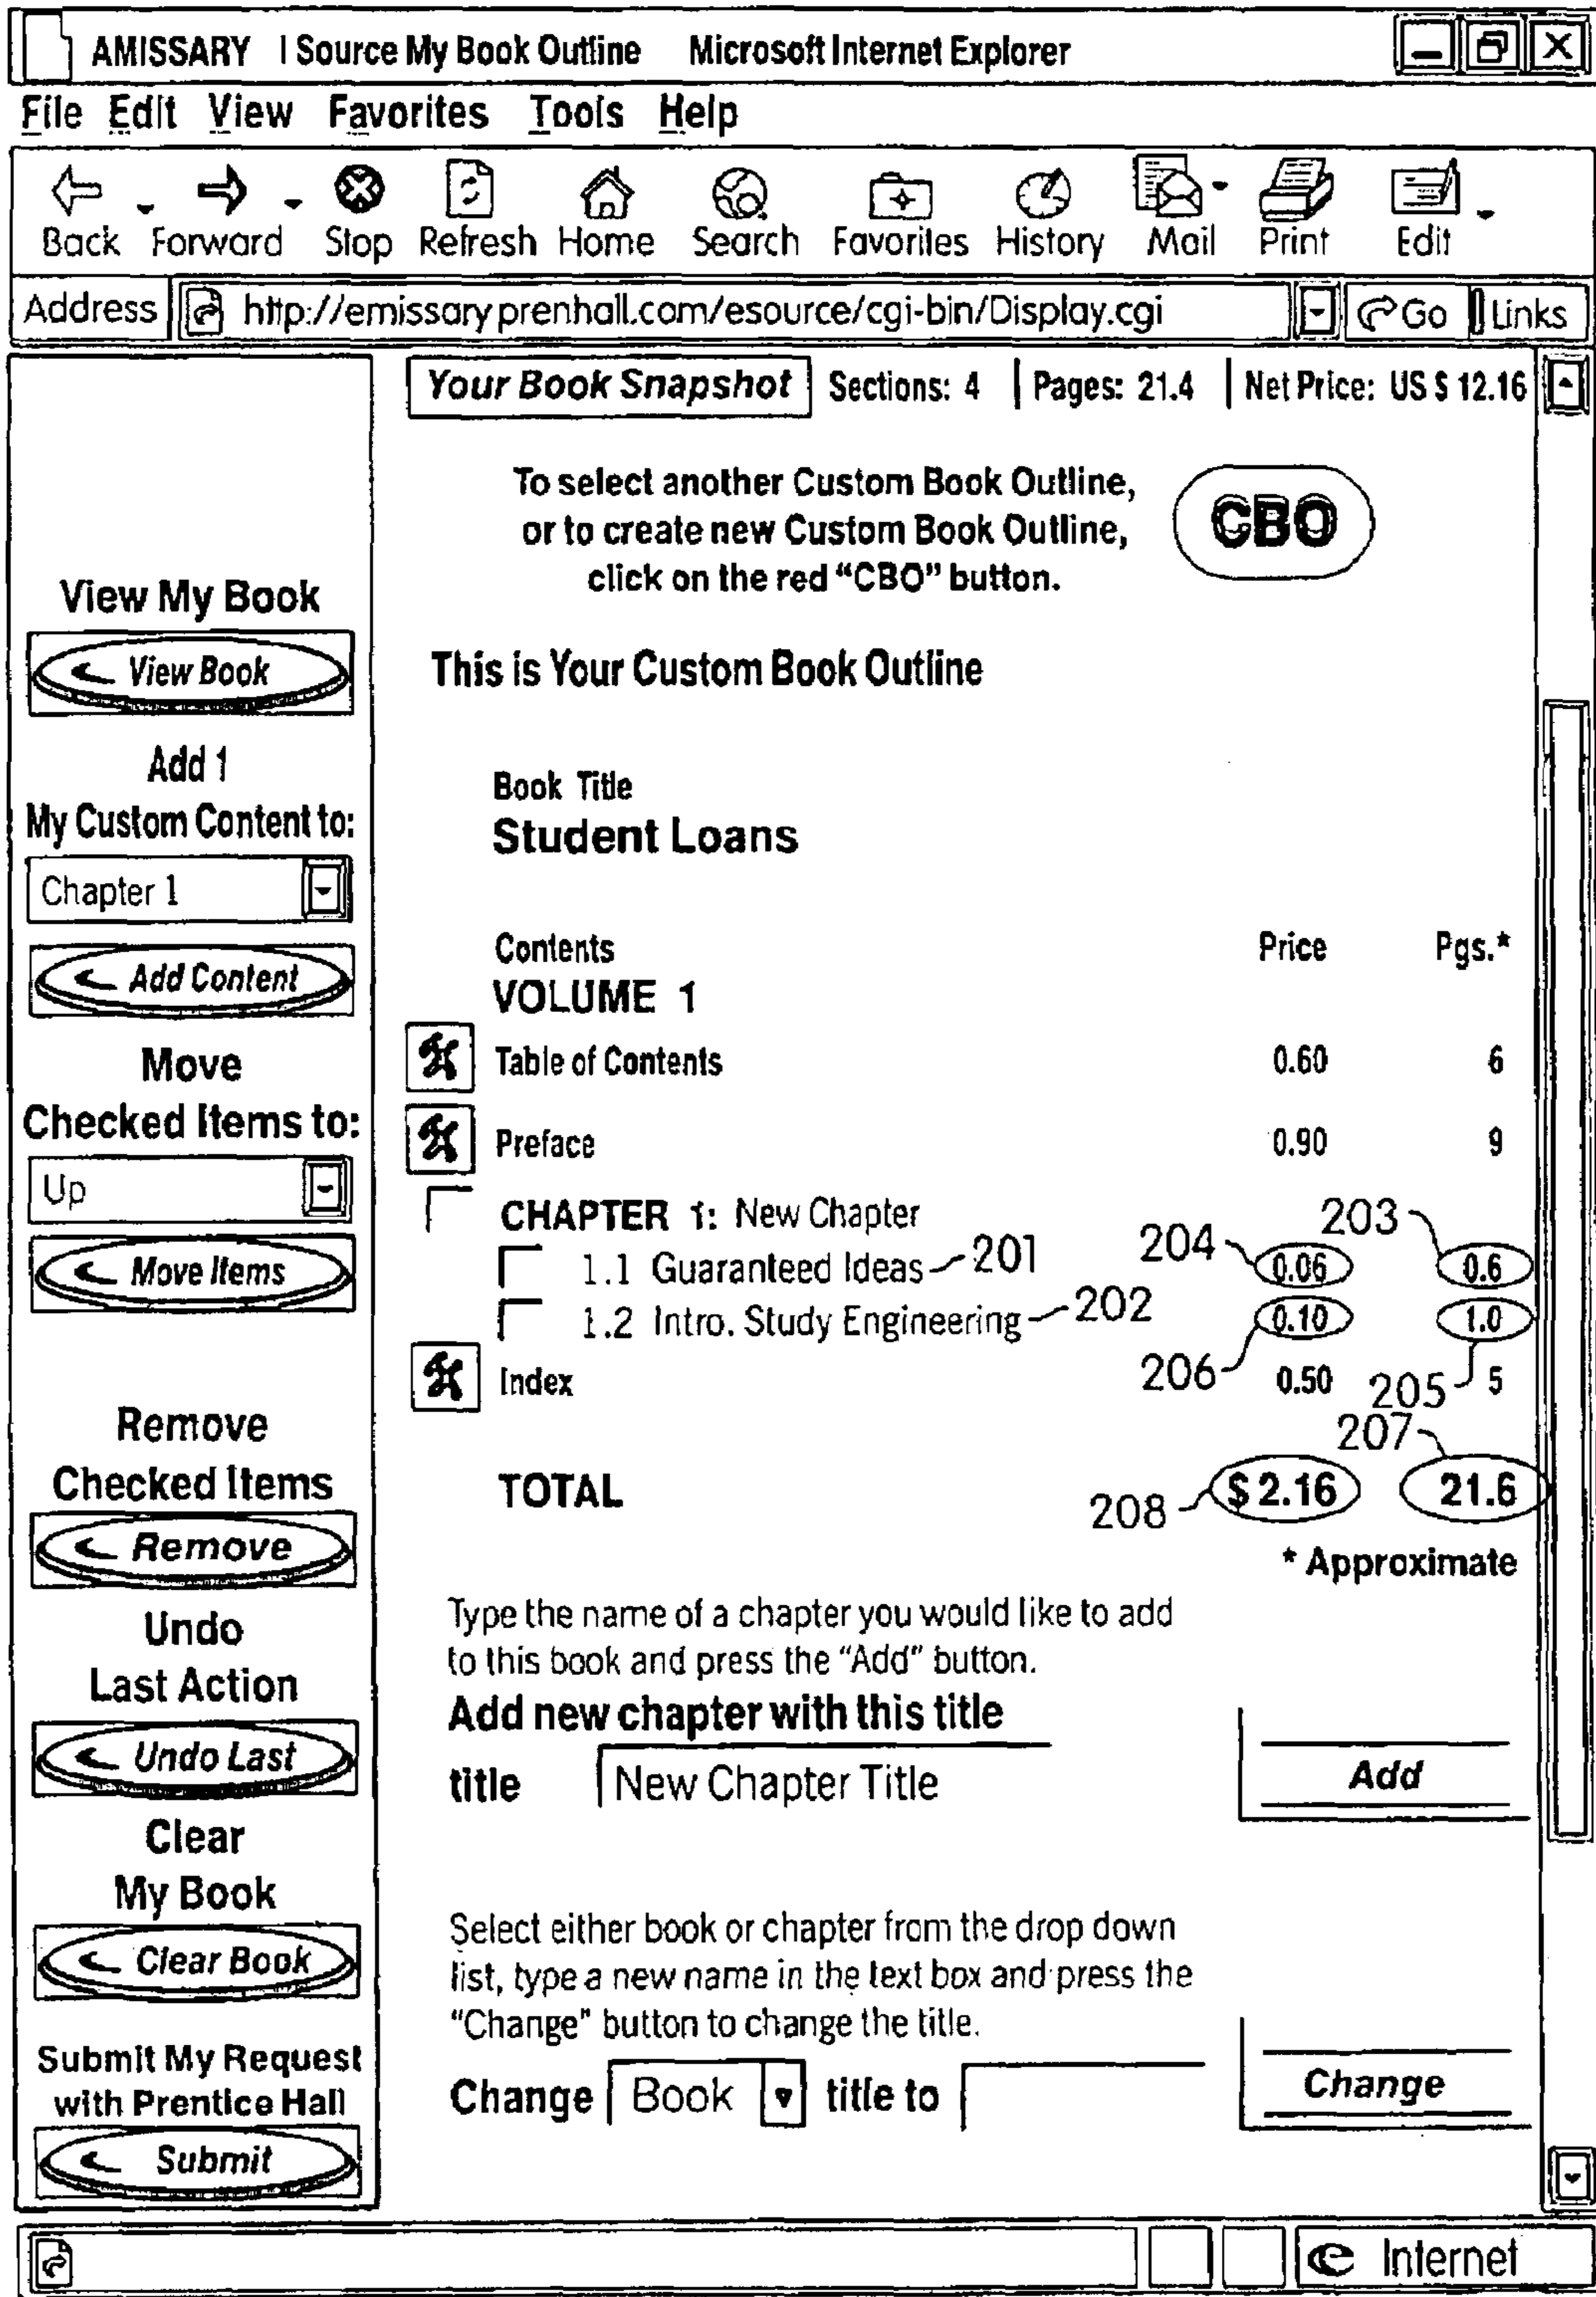 AMISSARY I Source My Book Outline Microsoft Internet Explorer
File Edit View Favorites Tools Help
Back Forward Stop Refresh Home Search Favorites History Mail Print Edit
Address http://emissary prenhall.com/esource/cgi-bin/Display.cgi Go Links
Your Book Snapshot Sections: 4 Pages: 21.4 Net Price: US $ 12.16
To select another Custom Book Outline,
or to create new Custom Book Outline,
click on the red “CBO” button.
CBO
View My Book
View Book
Add 1
My Custom Content to:
Chapter 1
Add Content
Move
Checked Items to:
Up
Move Items
Remove
Checked Items
Remove
Undo
Last Action
Undo Last
Clear
My Book
Clear Book
Submit My Request
with Prentice Hall
Submit
This is Your Custom Book Outline
Book Title
Student Loans
Contents Price Pgs.*
VOLUME 1
Table of Contents 0.60 6
Preface 0.90 9
CHAPTER 1: New Chapter 203
1.1 Guaranteed Ideas 201 204 0.06 0.6
1.2 Intro. Study Engineering 202 0.10 1.0
Index 206 0.50 205 5
207
TOTAL 208 $ 2.16 21.6
* Approximate
Type the name of a chapter you would like to add
to this book and press the “Add” button.
Add new chapter with this title
title New Chapter Title Add
Select either book or chapter from the drop down
list, type a new name in the text box and press the
“Change” button to change the title.
Change Book title to Change
Internet